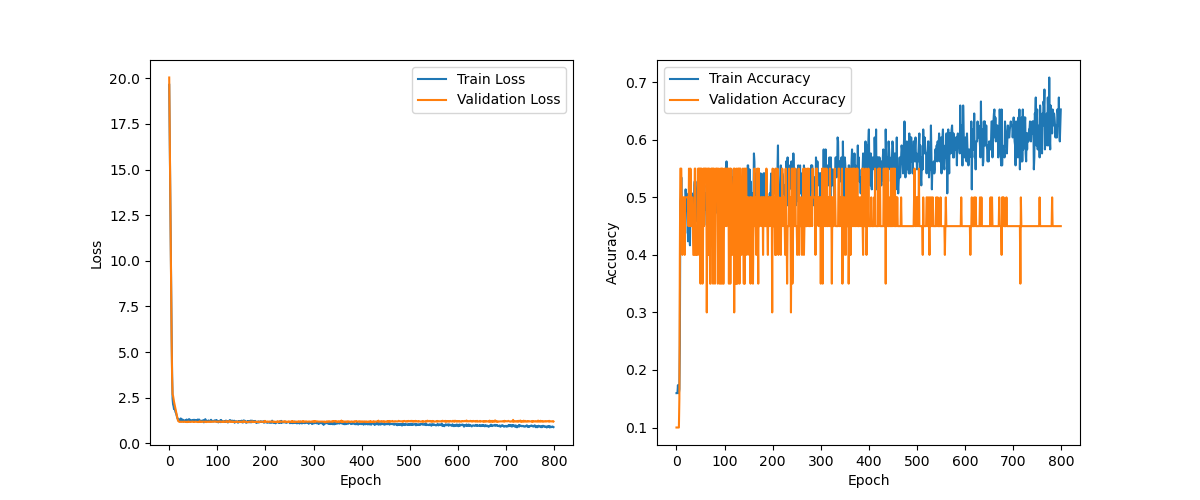 20.0
17.5
15.0
12.5
10.0
7.5
5.0
2.5
0.0
Loss
0 100 200 300 400 500 600 700 800
Epoch
Train Loss
Validation Loss
0.7
0.6
0.5
0.4
0.3
0.2
0.1
Accuracy
0 100 200 300 400 500 600 700 800
Epoch
Train Accuracy
Validation Accuracy